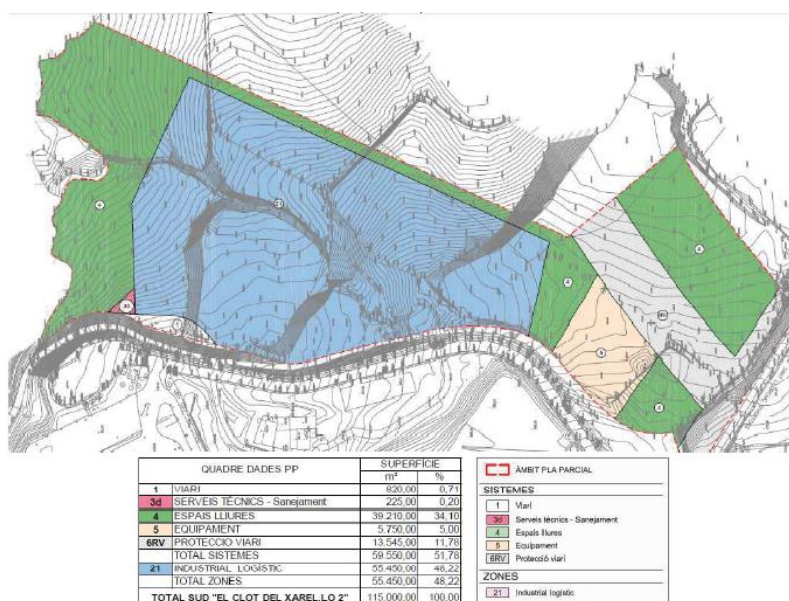 QUADRE DADES PP SUPERFÍCIE
m² %
1 VIARI 820,00 0,71
3d SERVEIS TÈCNICS - Sanejament 225,00 0,20
4 ESPAIS LLIURES 39.210,00 34,10
5 EQUIPAMENT 5.750,00 5,00
6RV PROTECCIO VIARI 13.545,00 11,78
TOTAL SISTEMES 59.550,00 51,78
21 INDUSTRIAL LOGÍSTIC 55.450,00 48,22
TOTAL ZONES 55.450,00 48,22
TOTAL SUD "EL CLOT DEL XAREL.LO 2" 115.000,00 100,00
ÀMBIT PLA PARCIAL
SISTEMES
1 Viari
3d Serveis tècnics - Sanejament
4 Espais lliures
5 Equipament
6RV Protecció viari
ZONES
21 Industrial logístic